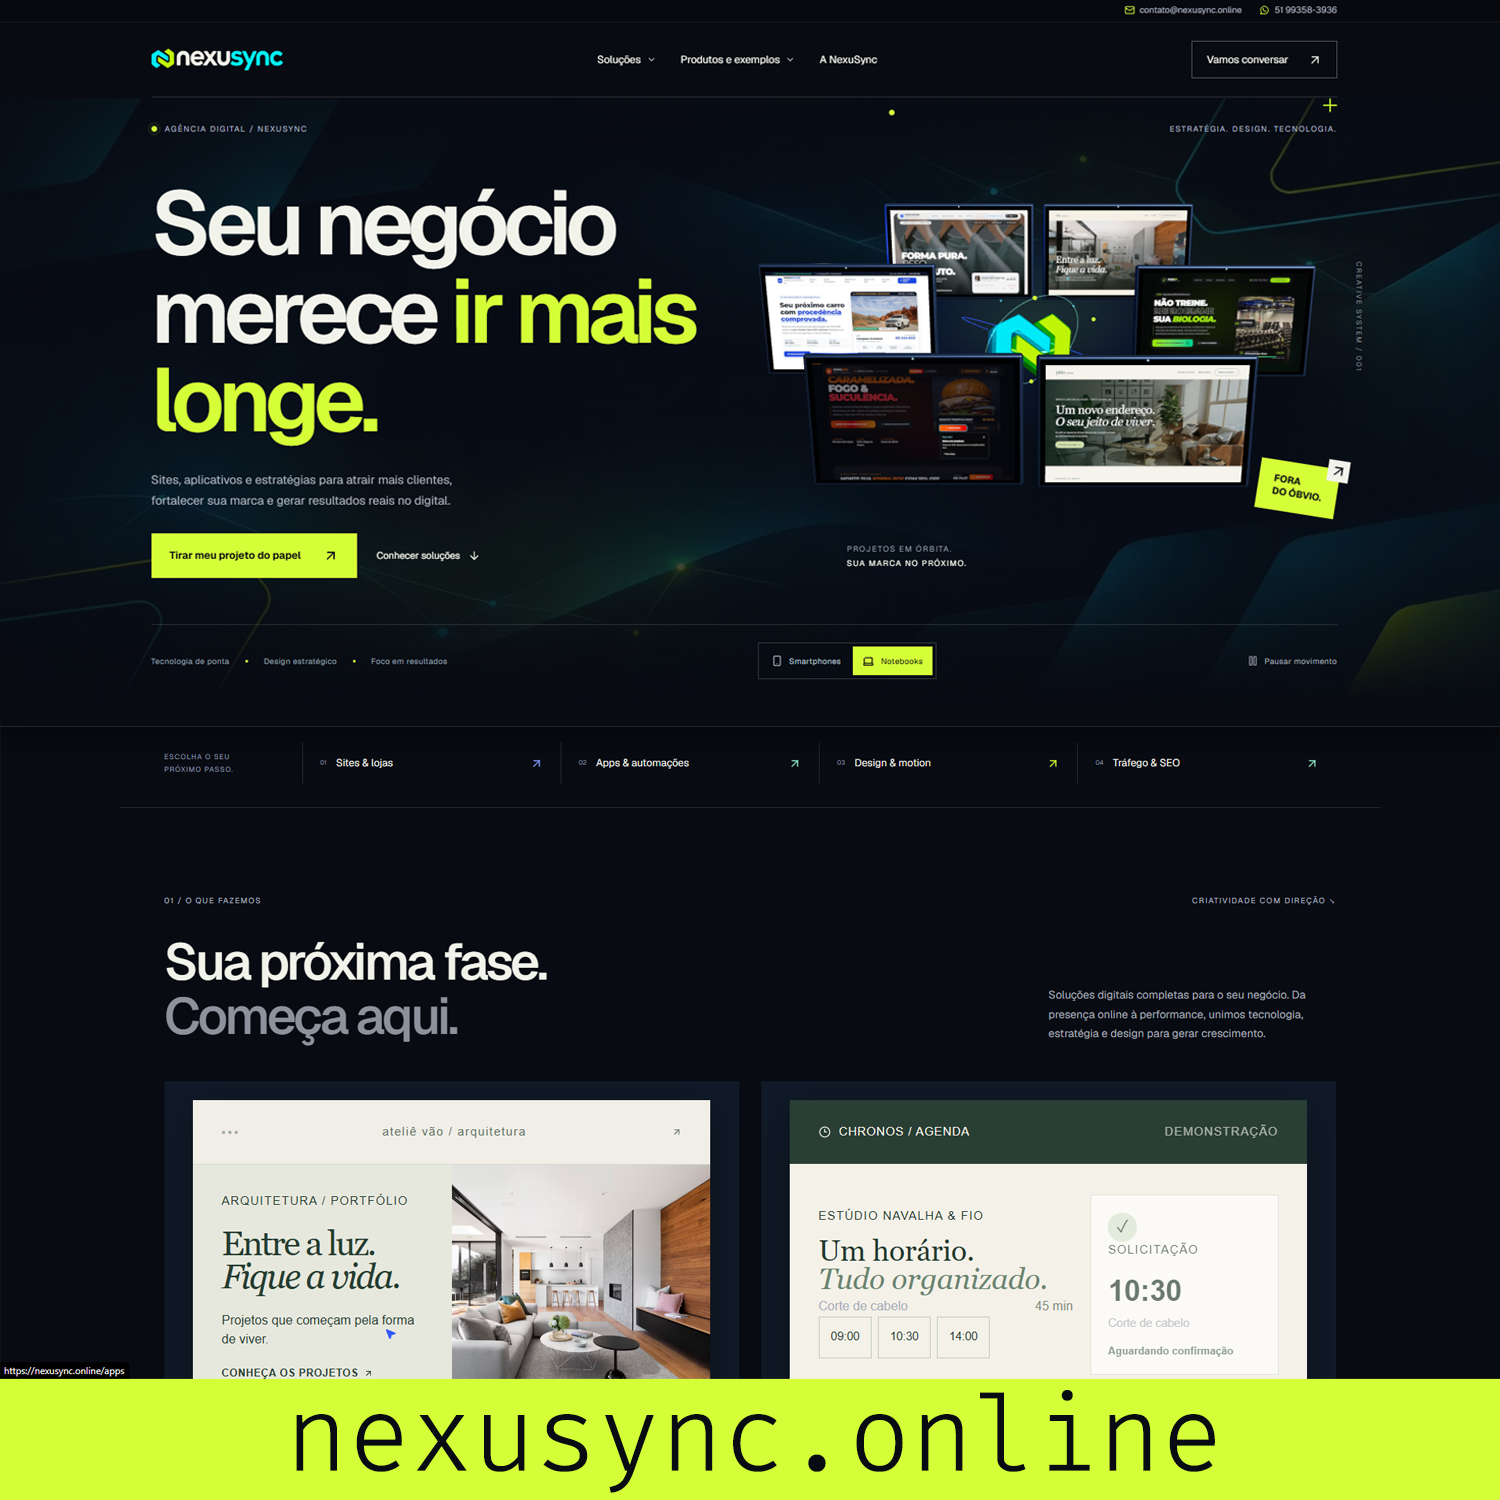 contato@nexusync.online 51 99358-3936
nexusync
Soluções Produtos e exemplos A NexuSync
Vamos conversar
AGÊNCIA DIGITAL / NEXUSYNC
ESTRATÉGIA. DESIGN. TECNOLOGIA.
Seu negócio
merece ir mais
longe.
Sites, aplicativos e estratégias para atrair mais clientes,
fortalecer sua marca e gerar resultados reais no digital.
Tirar meu projeto do papel
Conhecer soluções
FORMA PURA.
Entre a luz.
Fique a vida.
Seu próximo carro
com procedência
comprovada.
NÃO TREINE.
SUA BIOLOGIA.
CARAMELIZADA.
FOGO &
SUCULÊNCIA.
Um novo endereço.
O seu jeito de viver.
CREATIVE SYSTEM / 001
FORA
DO ÓBVIO.
PROJETOS EM ÓRBITA.
SUA MARCA NO PRÓXIMO.
Tecnologia de ponta • Design estratégico • Foco em resultados
Smartphones Notebooks
Pausar movimento
ESCOLHA O SEU
PRÓXIMO PASSO.
01 Sites & lojas
02 Apps & automações
03 Design & motion
04 Tráfego & SEO
01 / O QUE FAZEMOS
CRIATIVIDADE COM DIREÇÃO
Sua próxima fase.
Começa aqui.
Soluções digitais completas para o seu negócio. Da
presença online à performance, unimos tecnologia,
estratégia e design para gerar crescimento.
ateliê vão / arquitetura
ARQUITETURA / PORTFÓLIO
Entre a luz.
Fique a vida.
Projetos que começam pela forma
de viver.
CONHEÇA OS PROJETOS
CHRONOS / AGENDA DEMONSTRAÇÃO
ESTÚDIO NAVALHA & FIO
Um horário.
Tudo organizado.
Corte de cabelo 45 min
09:00 10:30 14:00
SOLICITAÇÃO
10:30
Corte de cabelo
Aguardando confirmação
https://nexusync.online/apps
nexusync.online